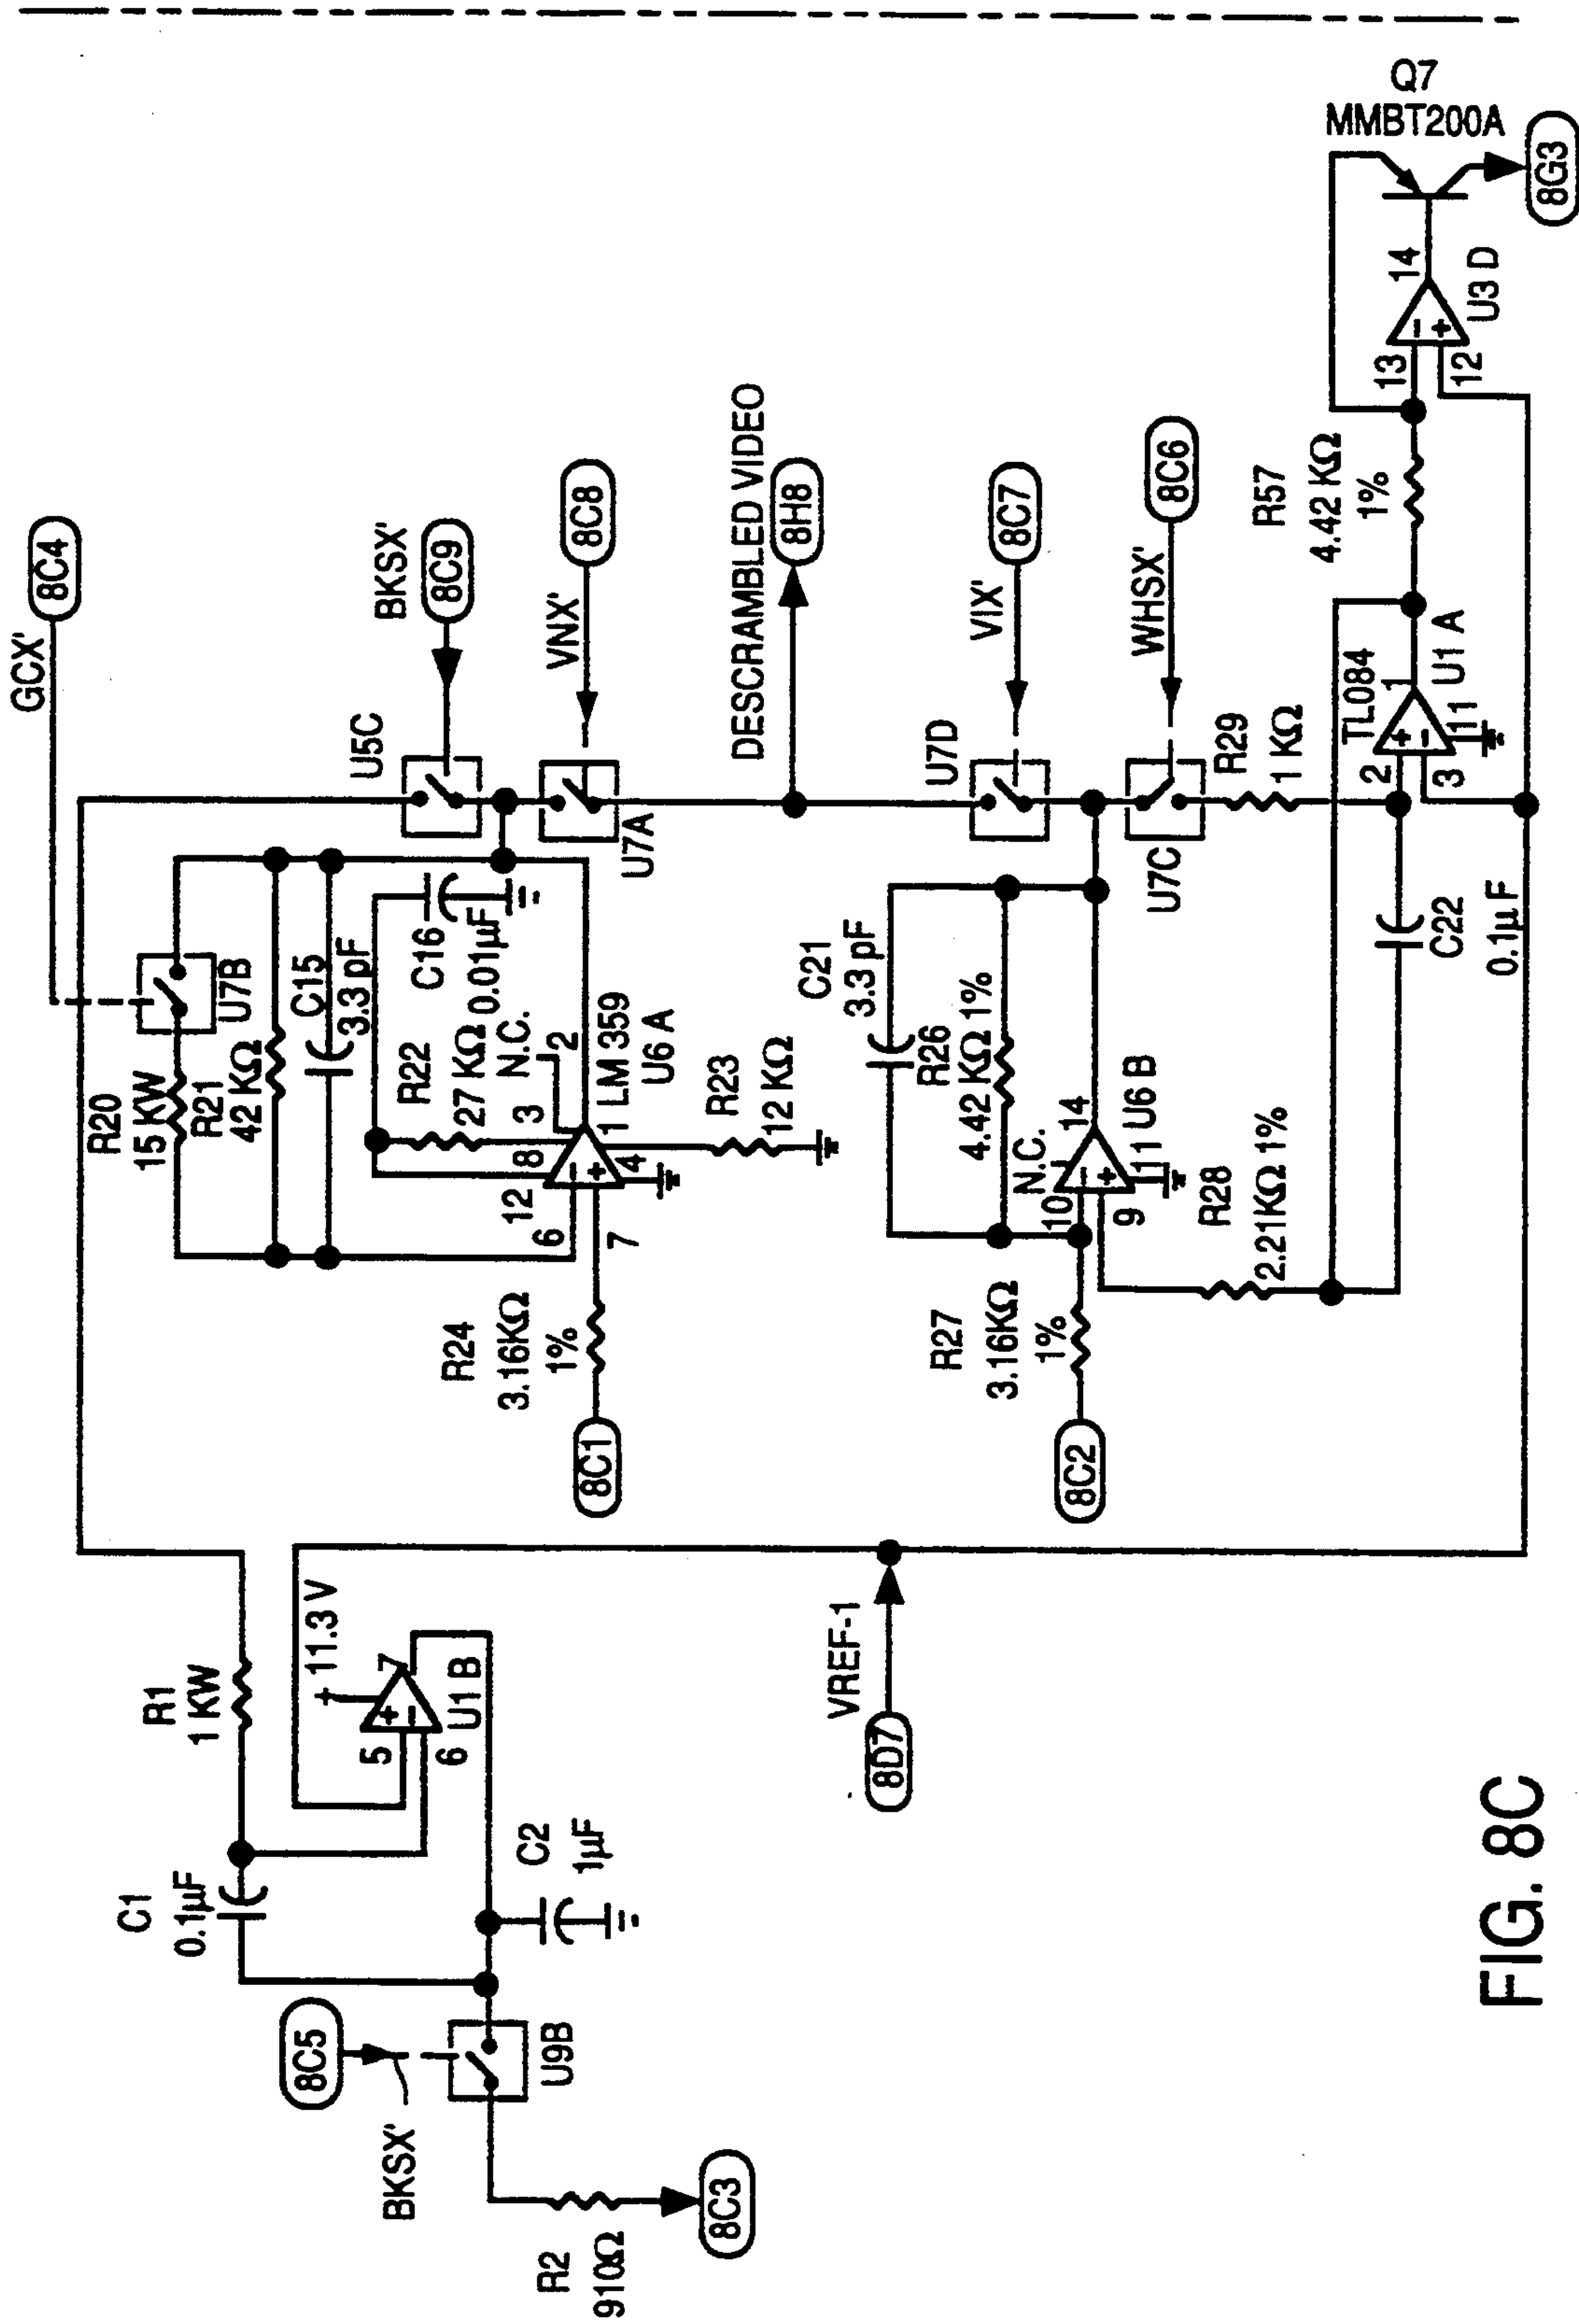 GCX'
8C4
R20
15 KW
U7B
R21
42 KΩ
C15
3.3 pF
C16
0.01µF
R22
27 KΩ
N.C.
12
8
3
2
6
7
4
1
LM 359
U6 A
R23
12 KΩ
R24
3.16KΩ
1%
8C1
U5C
BKSX'
8C9
VNX'
8C8
U7A
DESCRAMBLED VIDEO
8H8
U7D
VIX'
8C7
WHSX'
8C6
U7C
R29
1 KΩ
C21
3.3 pF
R26
4.42 KΩ 1%
N.C.
10
9
14
11
U6 B
R27
3.16KΩ
1%
8C2
R28
2.21KΩ 1%
C22
0.1µF
TL084
2
3
1
11
U1 A
R57
4.42 KΩ
1%
13
12
14
U3 D
Q7
MMBT200A
8G3
R1
1 KW
C1
0.1µF
+ 11.3 V
5
6
7
U1 B
C2
1µF
8C5
BKSX'
U9B
R2
910Ω
8C3
VREF-1
8D7
+
−
−
+
−
+
+
−
−
+
FIG. 8C